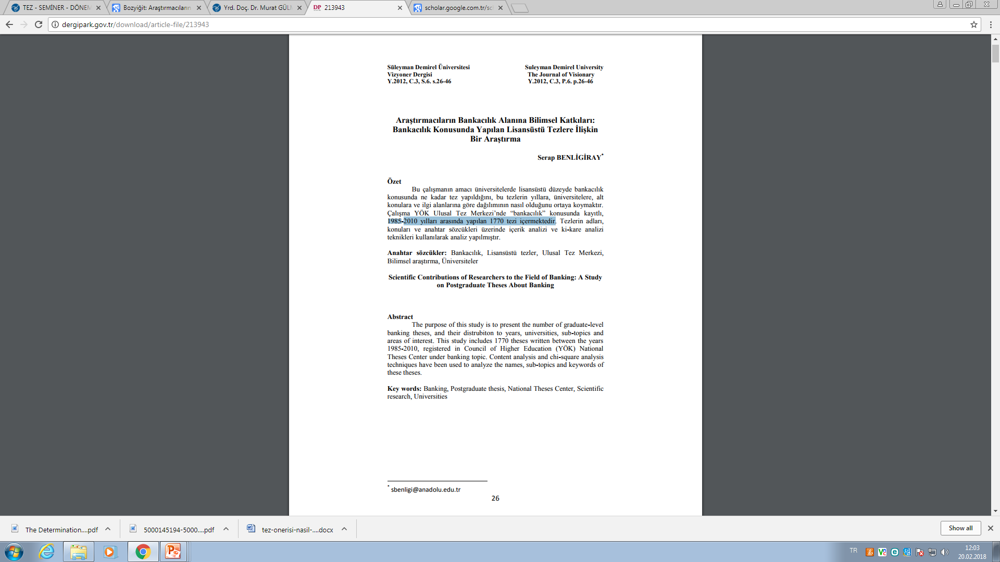 TEZ - SEMİNER - DÖNEM
Bozyiğit: Araştırmacıların
Yrd. Doç. Dr. Murat GÜL
DP 213943
scholar.google.com.tr/sc
dergipark.gov.tr/download/article-file/213943
Süleyman Demirel Üniversitesi
Vizyoner Dergisi
Y.2012, C.3, S.6. s.26-46
Suleyman Demirel University
The Journal of Visionary
Y.2012, C.3, P.6. p.26-46
Araştırmacıların Bankacılık Alanına Bilimsel Katkıları:
Bankacılık Konusunda Yapılan Lisansüstü Tezlere İlişkin
Bir Araştırma
Serap BENLİGİRAY*
Özet
Bu çalışmanın amacı üniversitelerde lisansüstü düzeyde bankacılık
konusunda ne kadar tez yapıldığını, bu tezlerin yıllara, üniversitelere, alt
konulara ve ilgi alanlarına göre dağılımının nasıl olduğunu ortaya koymaktır.
Çalışma YÖK Ulusal Tez Merkezi’nde “bankacılık” konusunda kayıtlı,
1985-2010 yılları arasında yapılan 1770 tezi içermektedir. Tezlerin adları,
konuları ve anahtar sözcükleri üzerinde içerik analizi ve ki-kare analizi
teknikleri kullanılarak analiz yapılmıştır.
Anahtar sözcükler: Bankacılık, Lisansüstü tezler, Ulusal Tez Merkezi,
Bilimsel araştırma, Üniversiteler
Scientific Contributions of Researchers to the Field of Banking: A Study
on Postgraduate Theses About Banking
Abstract
The purpose of this study is to present the number of graduate-level
banking theses, and their distrubiton to years, universities, sub-topics and
areas of interest. This study includes 1770 theses written between the years
1985-2010, registered in Council of Higher Education (YÖK) National
Theses Center under banking topic. Content analysis and chi-square analysis
techniques have been used to analyze the names, sub-topics and keywords of
these theses.
Key words: Banking, Postgraduate thesis, National Theses Center, Scientific
research, Universities
* sbenligi@anadolu.edu.tr
26
The Determination....pdf
5000145194-5000....pdf
tez-onerisi-nasil-....docx
Show all
TR
12:03
20.02.2018